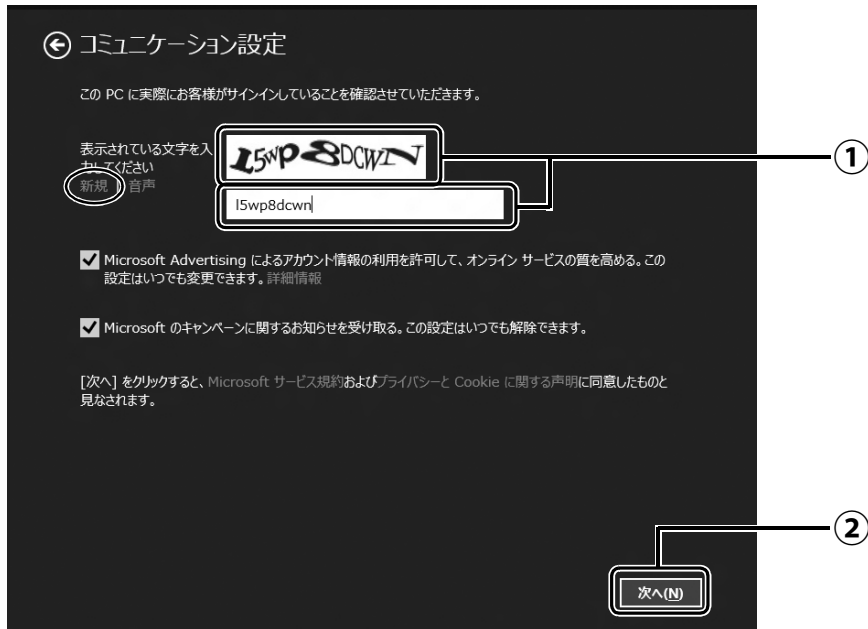 コミュニケーション設定
この PC に実際にお客様がサインインしていることを確認させていただきます。
表示されている文字を入
力してください
新規 | 音声
L5wP8DCWN
l5wp8dcwn
①
Microsoft Advertising によるアカウント情報の利用を許可して、オンライン サービスの質を高める。この
設定はいつでも変更できます。詳細情報
Microsoft のキャンペーンに関するお知らせを受け取る。この設定はいつでも解除できます。
[次へ] をクリックすると、Microsoft サービス規約およびプライバシーと Cookie に関する声明に同意したものと
見なされます。
②
次へ(N)